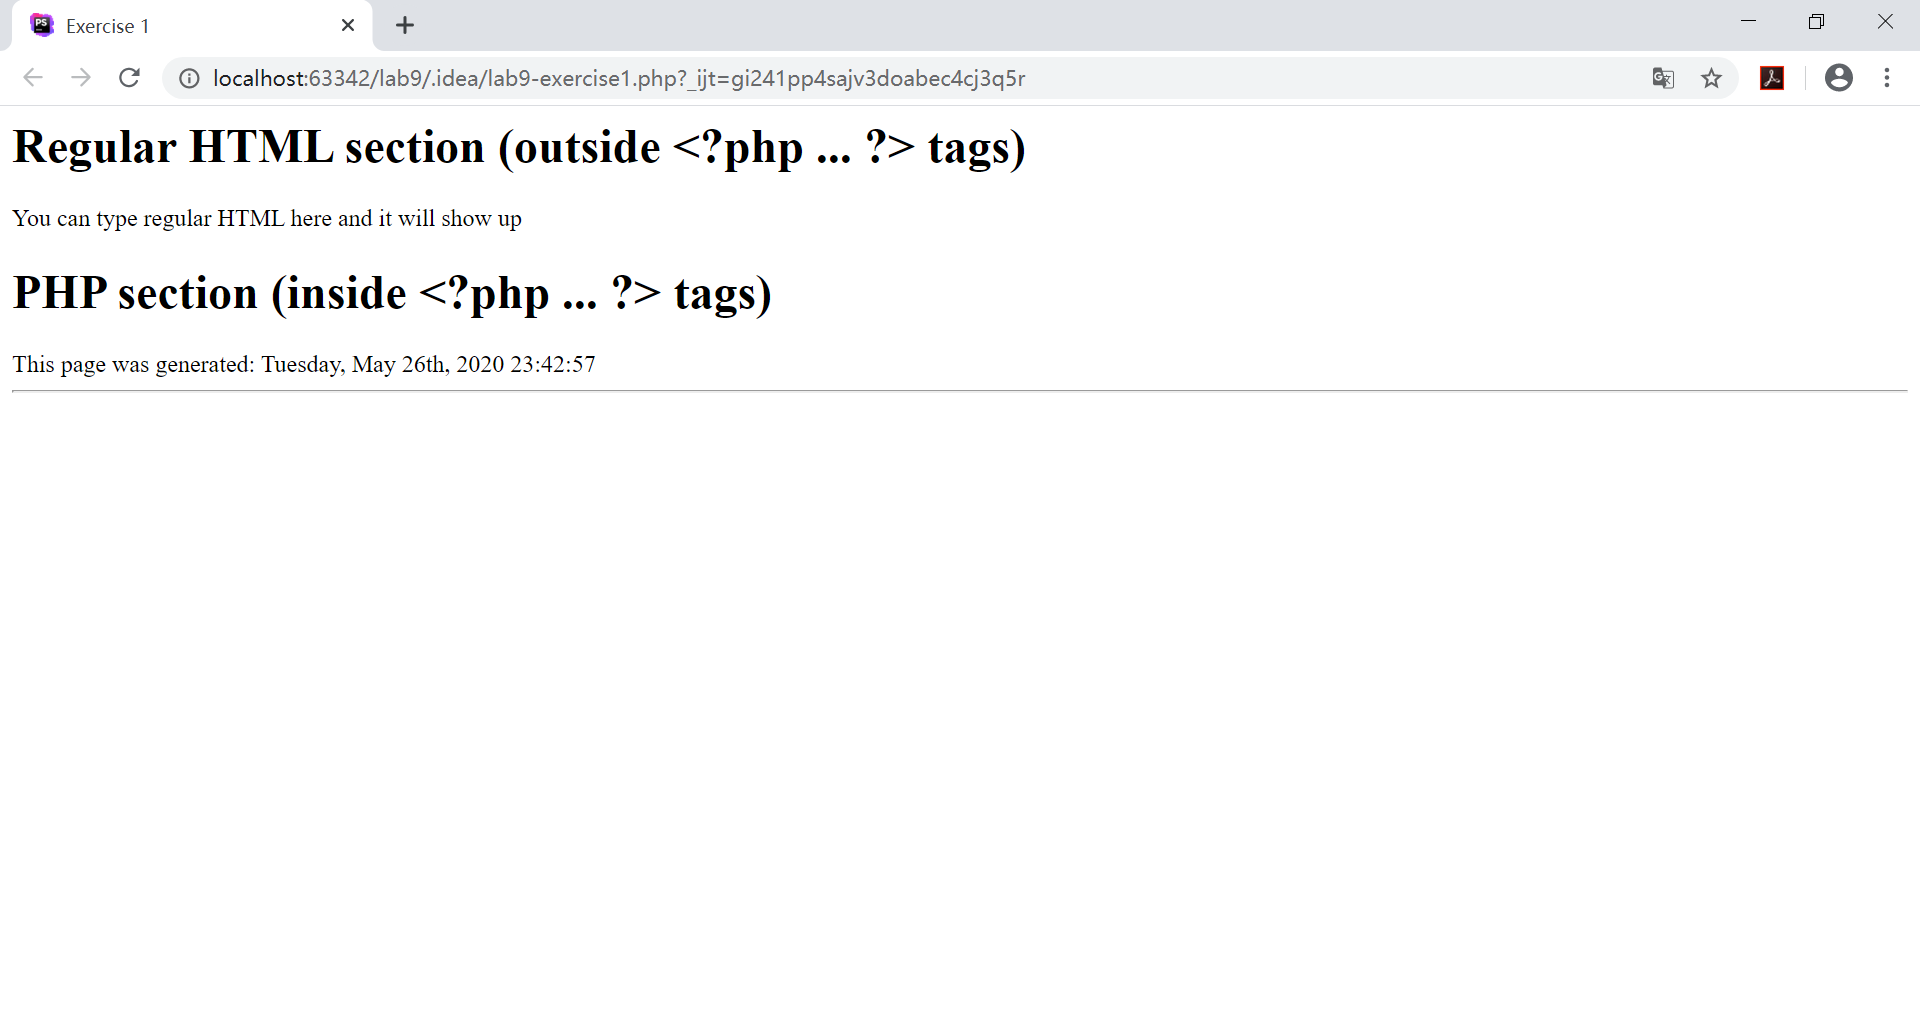 PS
Exercise 1
localhost:63342/lab9/.idea/lab9-exercise1.php?_ijt=gi241pp4sajv3doabec4cj3q5r
Regular HTML section (outside <?php ... ?> tags)
You can type regular HTML here and it will show up
PHP section (inside <?php ... ?> tags)
This page was generated: Tuesday, May 26th, 2020 23:42:57